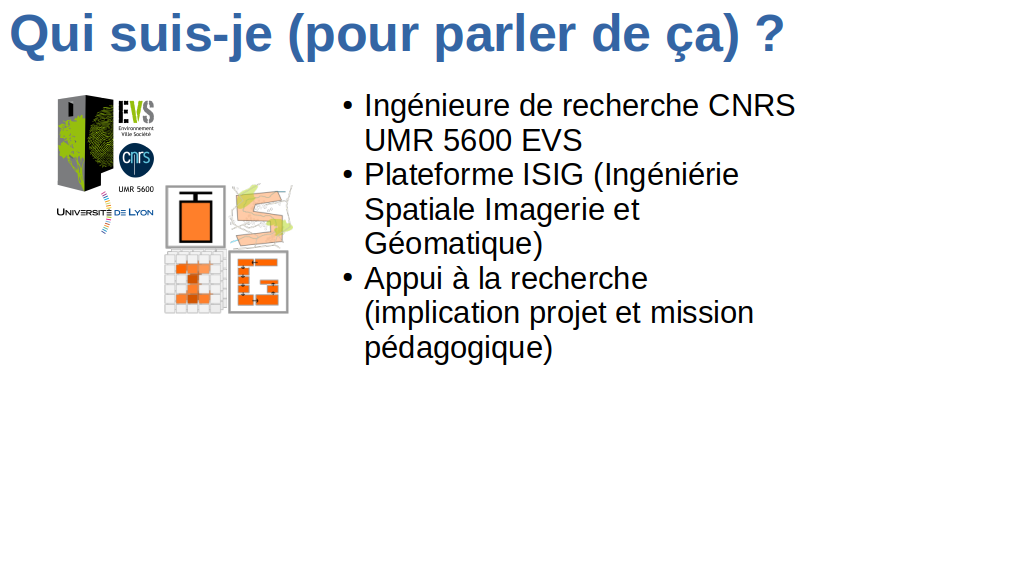 Qui suis-je (pour parler de ça) ?
EVS
Environnement
Ville Société
cnrs
UMR 5600
UNIVERSITÉ DE LYON
I S
I G
• Ingénieure de recherche CNRS
UMR 5600 EVS
• Plateforme ISIG (Ingéniérie
Spatiale Imagerie et
Géomatique)
• Appui à la recherche
(implication projet et mission
pédagogique)